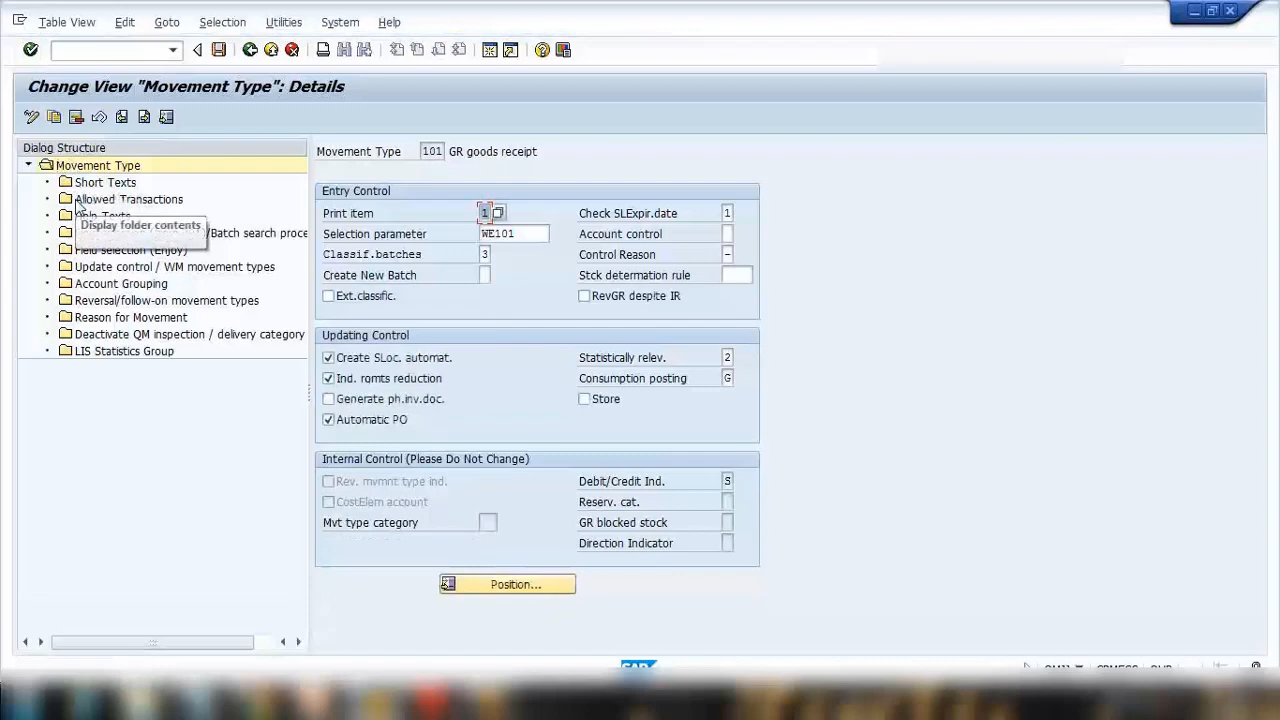 Table View Edit Goto Selection Utilities System Help
Change View "Movement Type": Details
Dialog Structure
Movement Type
Short Texts
Allowed Transactions
Help Texts
Display folder contents
/Batch search proce
Field selection (Enjoy)
Update control / WM movement types
Account Grouping
Reversal/follow-on movement types
Reason for Movement
Deactivate QM inspection / delivery category
LIS Statistics Group
Movement Type 101 GR goods receipt
Entry Control
Print item 1 Check SLExpir.date 1
Selection parameter WE101 Account control
Classif.batches 3 Control Reason -
Create New Batch Stck determation rule
Ext.classific. RevGR despite IR
Updating Control
Create SLoc. automat. Statistically relev. 2
Ind. rqmts reduction Consumption posting G
Generate ph.inv.doc. Store
Automatic PO
Internal Control (Please Do Not Change)
Rev. mvmnt type ind. Debit/Credit Ind. S
CostElem account Reserv. cat.
Mvt type category GR blocked stock
Direction Indicator
Position...
SAP